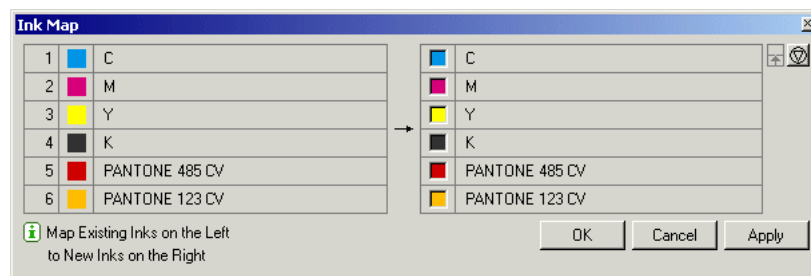 Ink Map
1 C C
2 M M
3 Y Y
4 K K
5 PANTONE 485 CV PANTONE 485 CV
6 PANTONE 123 CV PANTONE 123 CV
Map Existing Inks on the Left
to New Inks on the Right
OK Cancel Apply